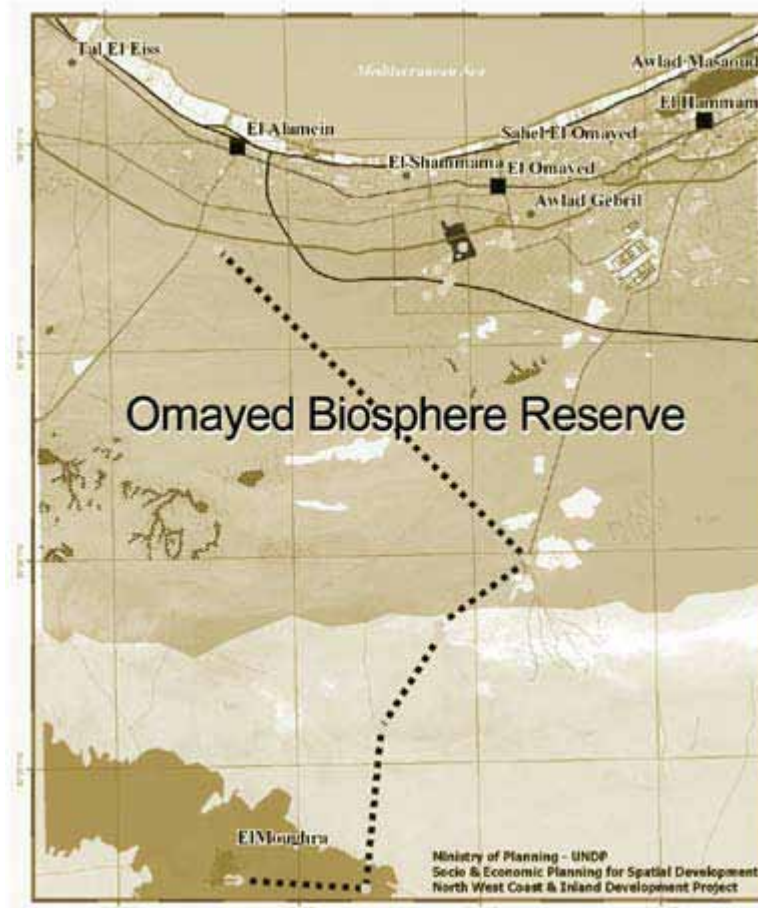 Tal El Eiss
Mediterranean Sea
Awlad Masaoud
El Hammam
El Alamein
Sahel El Omayed
El Shammama
El Omayed
Awlad Gebril
Omayed Biosphere Reserve
ElMoughra
Ministry of Planning - UNDP
Socio & Economic Planning for Spatial Development
North West Coast & Inland Development Project